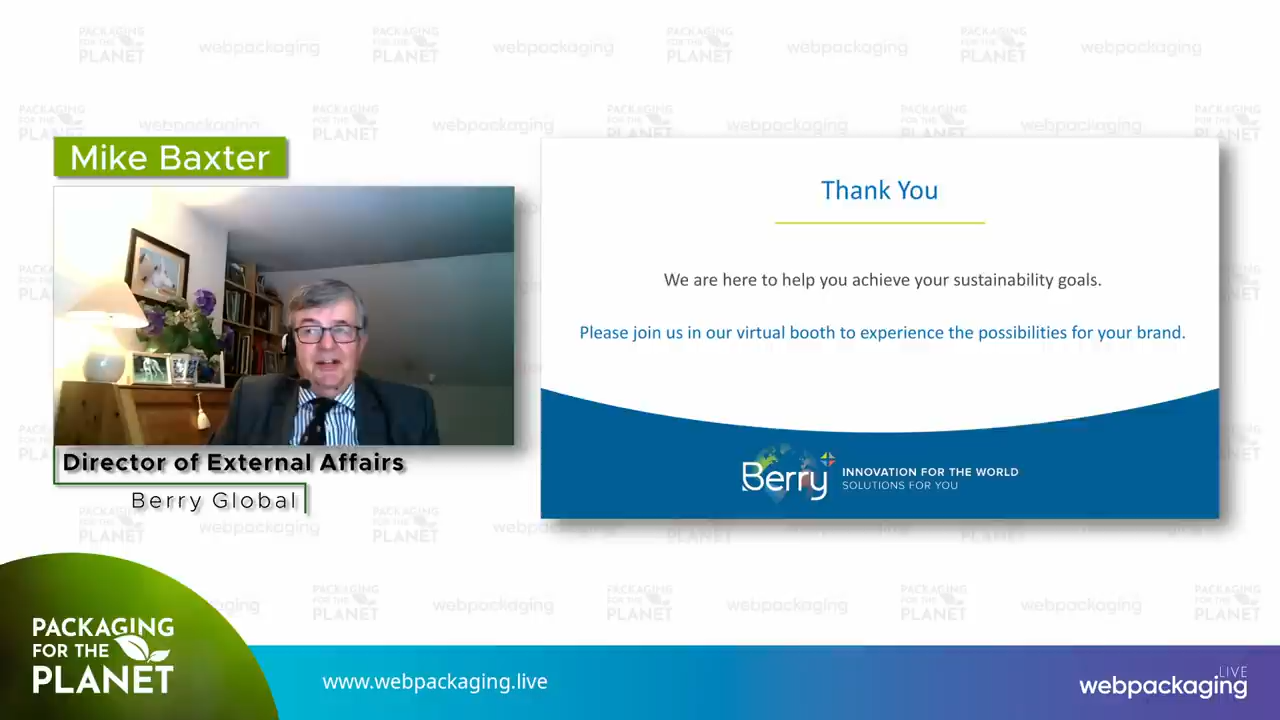 Mike Baxter
Director of External Affairs
Berry Global
Thank You
We are here to help you achieve your sustainability goals.
Please join us in our virtual booth to experience the possibilities for your brand.
Berry
INNOVATION FOR THE WORLD
SOLUTIONS FOR YOU
PACKAGING
FOR THE
PLANET
www.webpackaging.live
LIVE
webpackaging